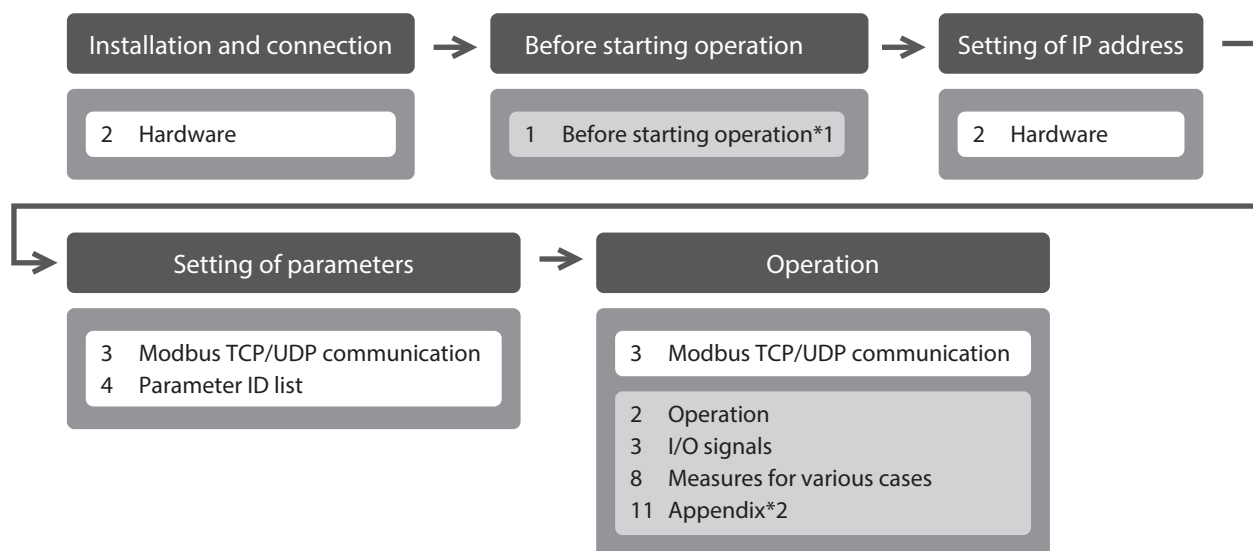 Installation and connection
Before starting operation
Setting of IP address
2 Hardware
1 Before starting operation*1
2 Hardware
Setting of parameters
Operation
3 Modbus TCP/UDP communication
4 Parameter ID list
3 Modbus TCP/UDP communication
2 Operation
3 I/O signals
8 Measures for various cases
11 Appendix*2